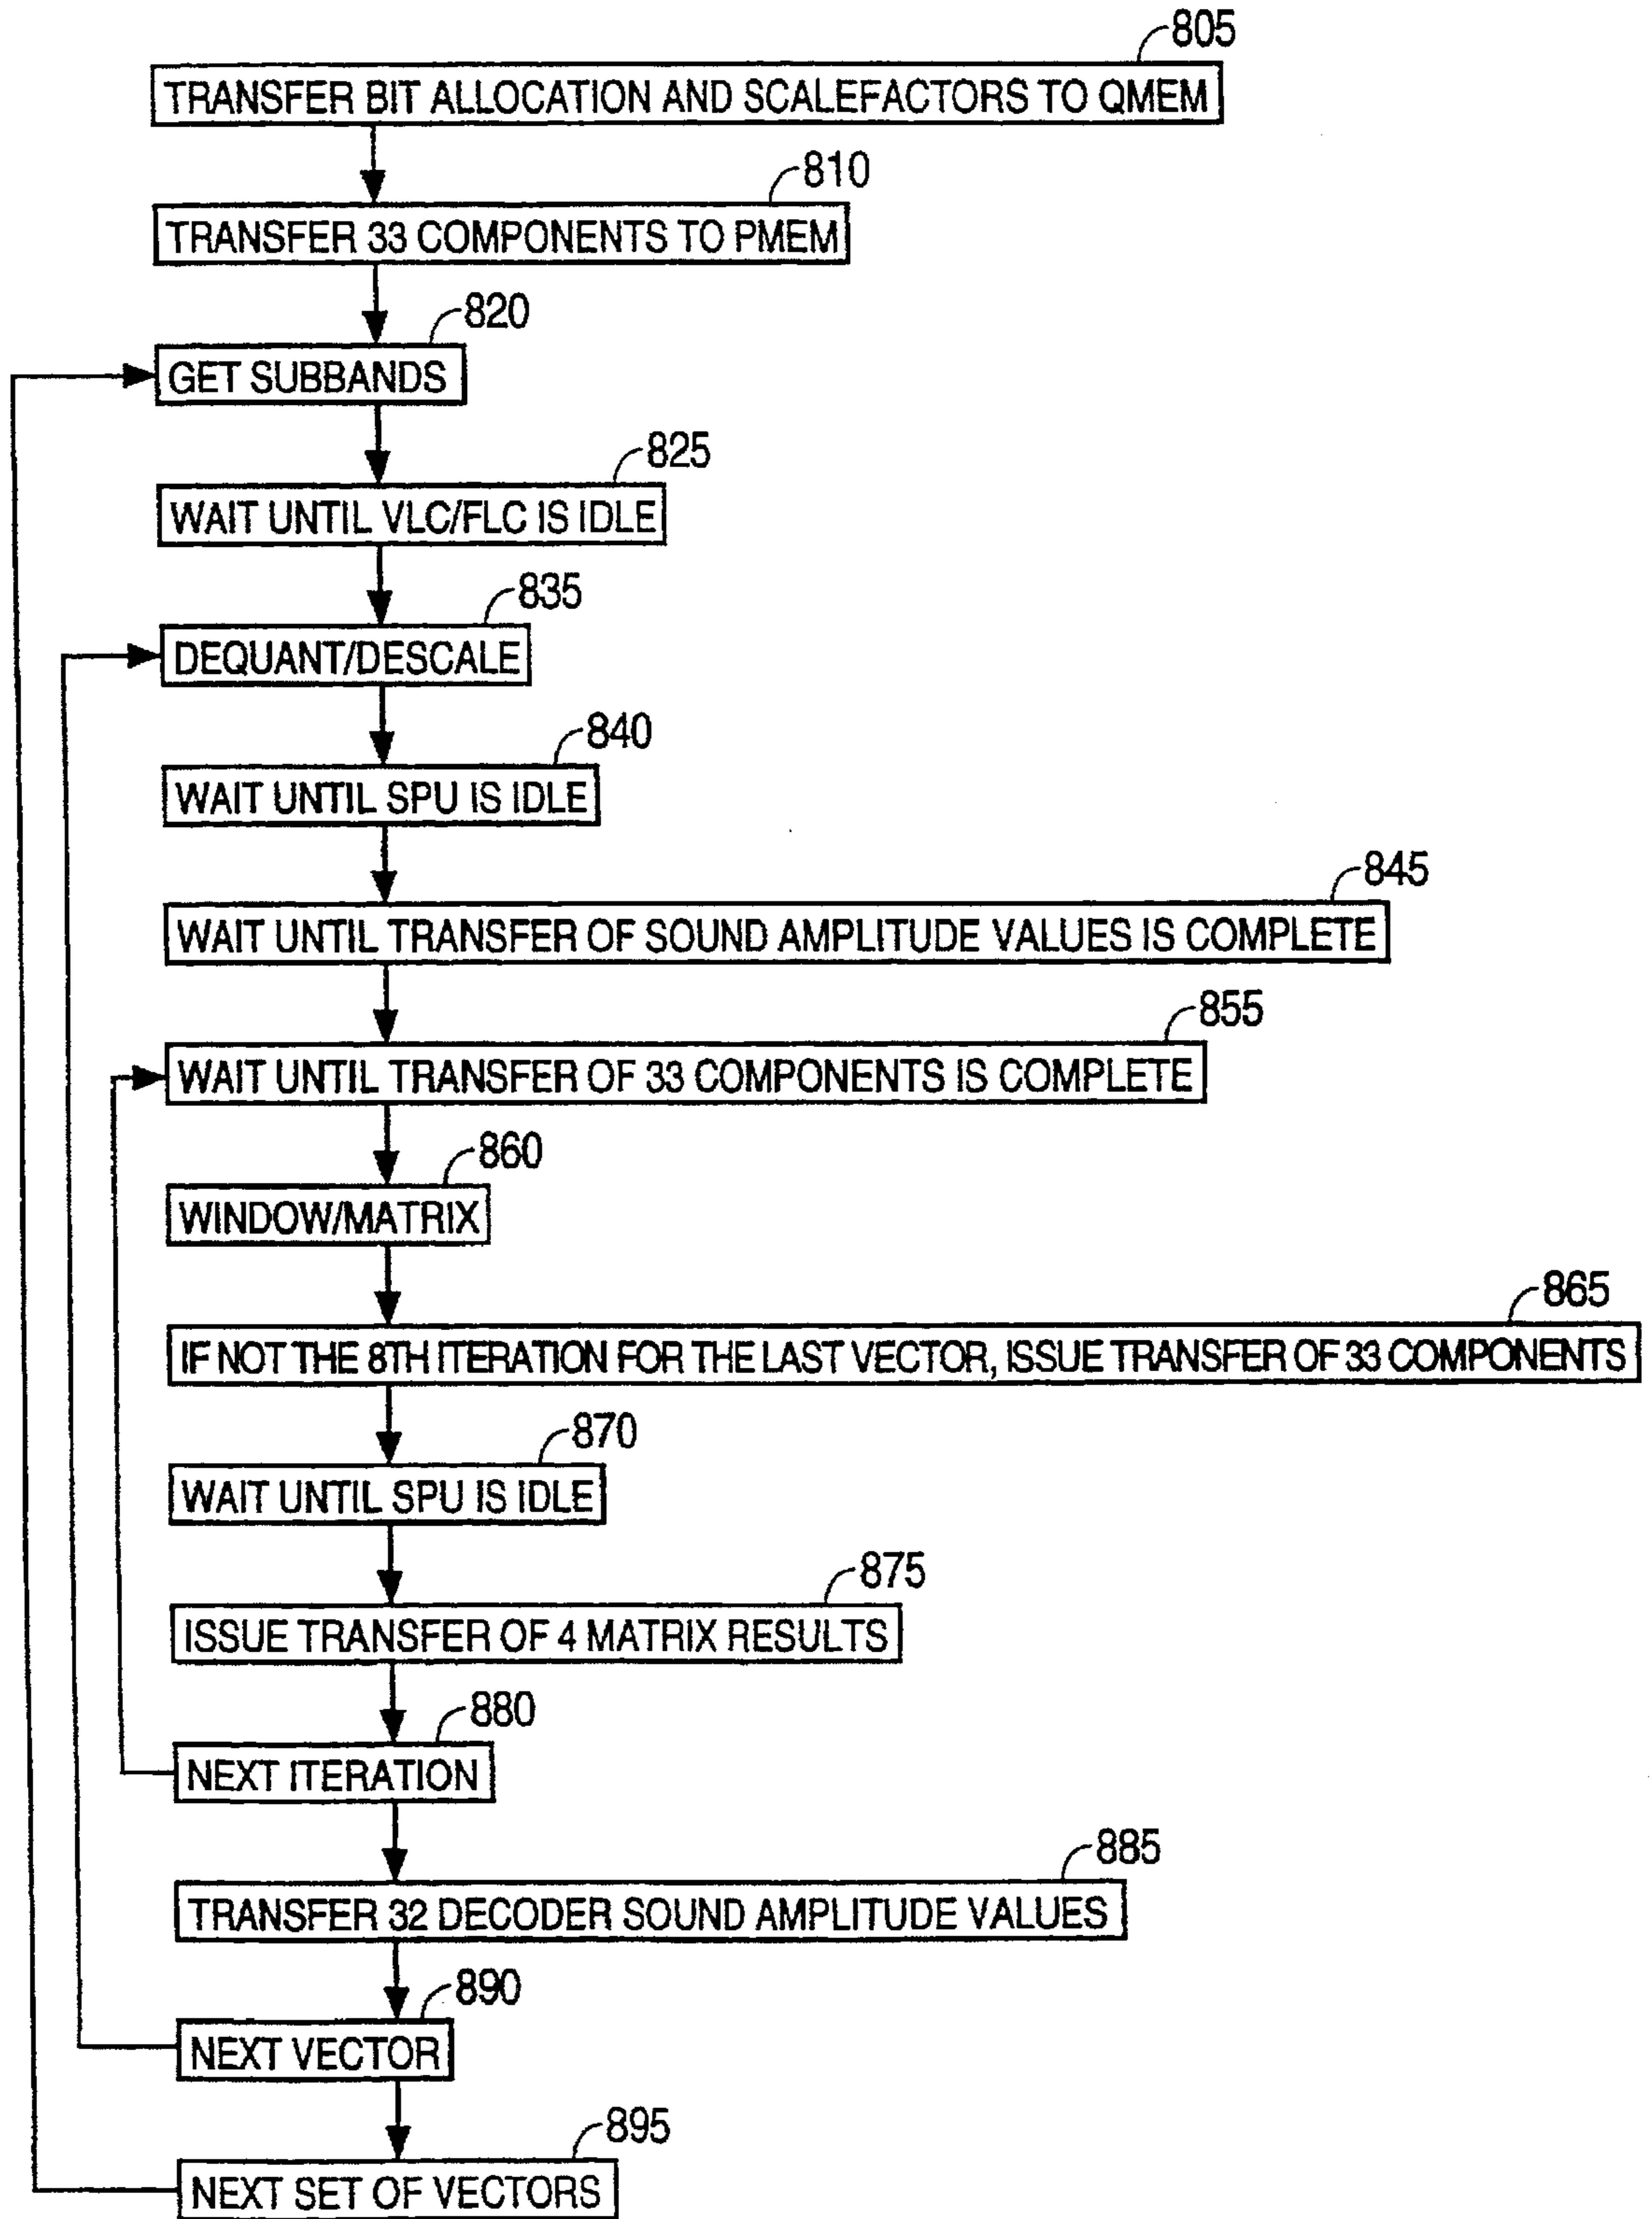 805
TRANSFER BIT ALLOCATION AND SCALEFACTORS TO QMEM
810
TRANSFER 33 COMPONENTS TO PMEM
820
GET SUBBANDS
825
WAIT UNTIL VLC/FLC IS IDLE
835
DEQUANT/DESCALE
840
WAIT UNTIL SPU IS IDLE
845
WAIT UNTIL TRANSFER OF SOUND AMPLITUDE VALUES IS COMPLETE
855
WAIT UNTIL TRANSFER OF 33 COMPONENTS IS COMPLETE
860
WINDOW/MATRIX
865
IF NOT THE 8TH ITERATION FOR THE LAST VECTOR, ISSUE TRANSFER OF 33 COMPONENTS
870
WAIT UNTIL SPU IS IDLE
875
ISSUE TRANSFER OF 4 MATRIX RESULTS
880
NEXT ITERATION
885
TRANSFER 32 DECODER SOUND AMPLITUDE VALUES
890
NEXT VECTOR
895
NEXT SET OF VECTORS